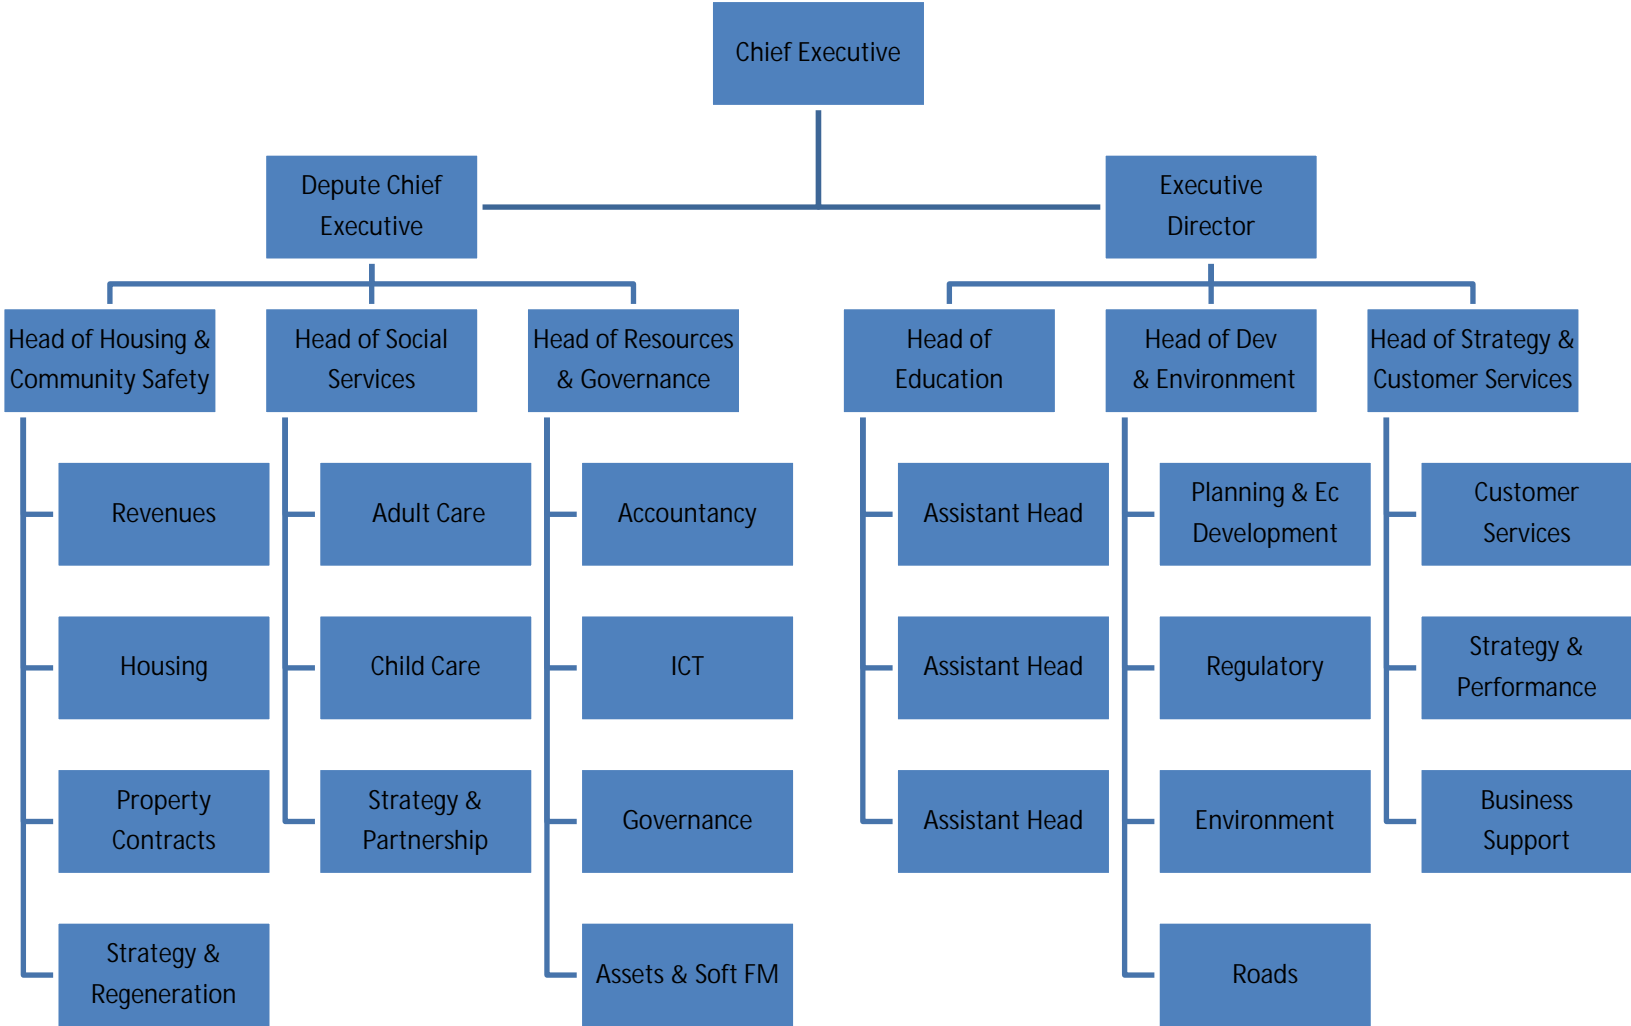 Chief Executive
Depute Chief
Executive
Executive
Director
Head of Housing &
Community Safety
Head of Social
Services
Head of Resources
& Governance
Head of
Education
Head of Dev
& Environment
Head of Strategy &
Customer Services
Revenues
Adult Care
Accountancy
Assistant Head
Planning & Ec
Development
Customer
Services
Housing
Child Care
ICT
Assistant Head
Regulatory
Strategy &
Performance
Property
Contracts
Strategy &
Partnership
Governance
Assistant Head
Environment
Business
Support
Strategy &
Regeneration
Assets & Soft FM
Roads